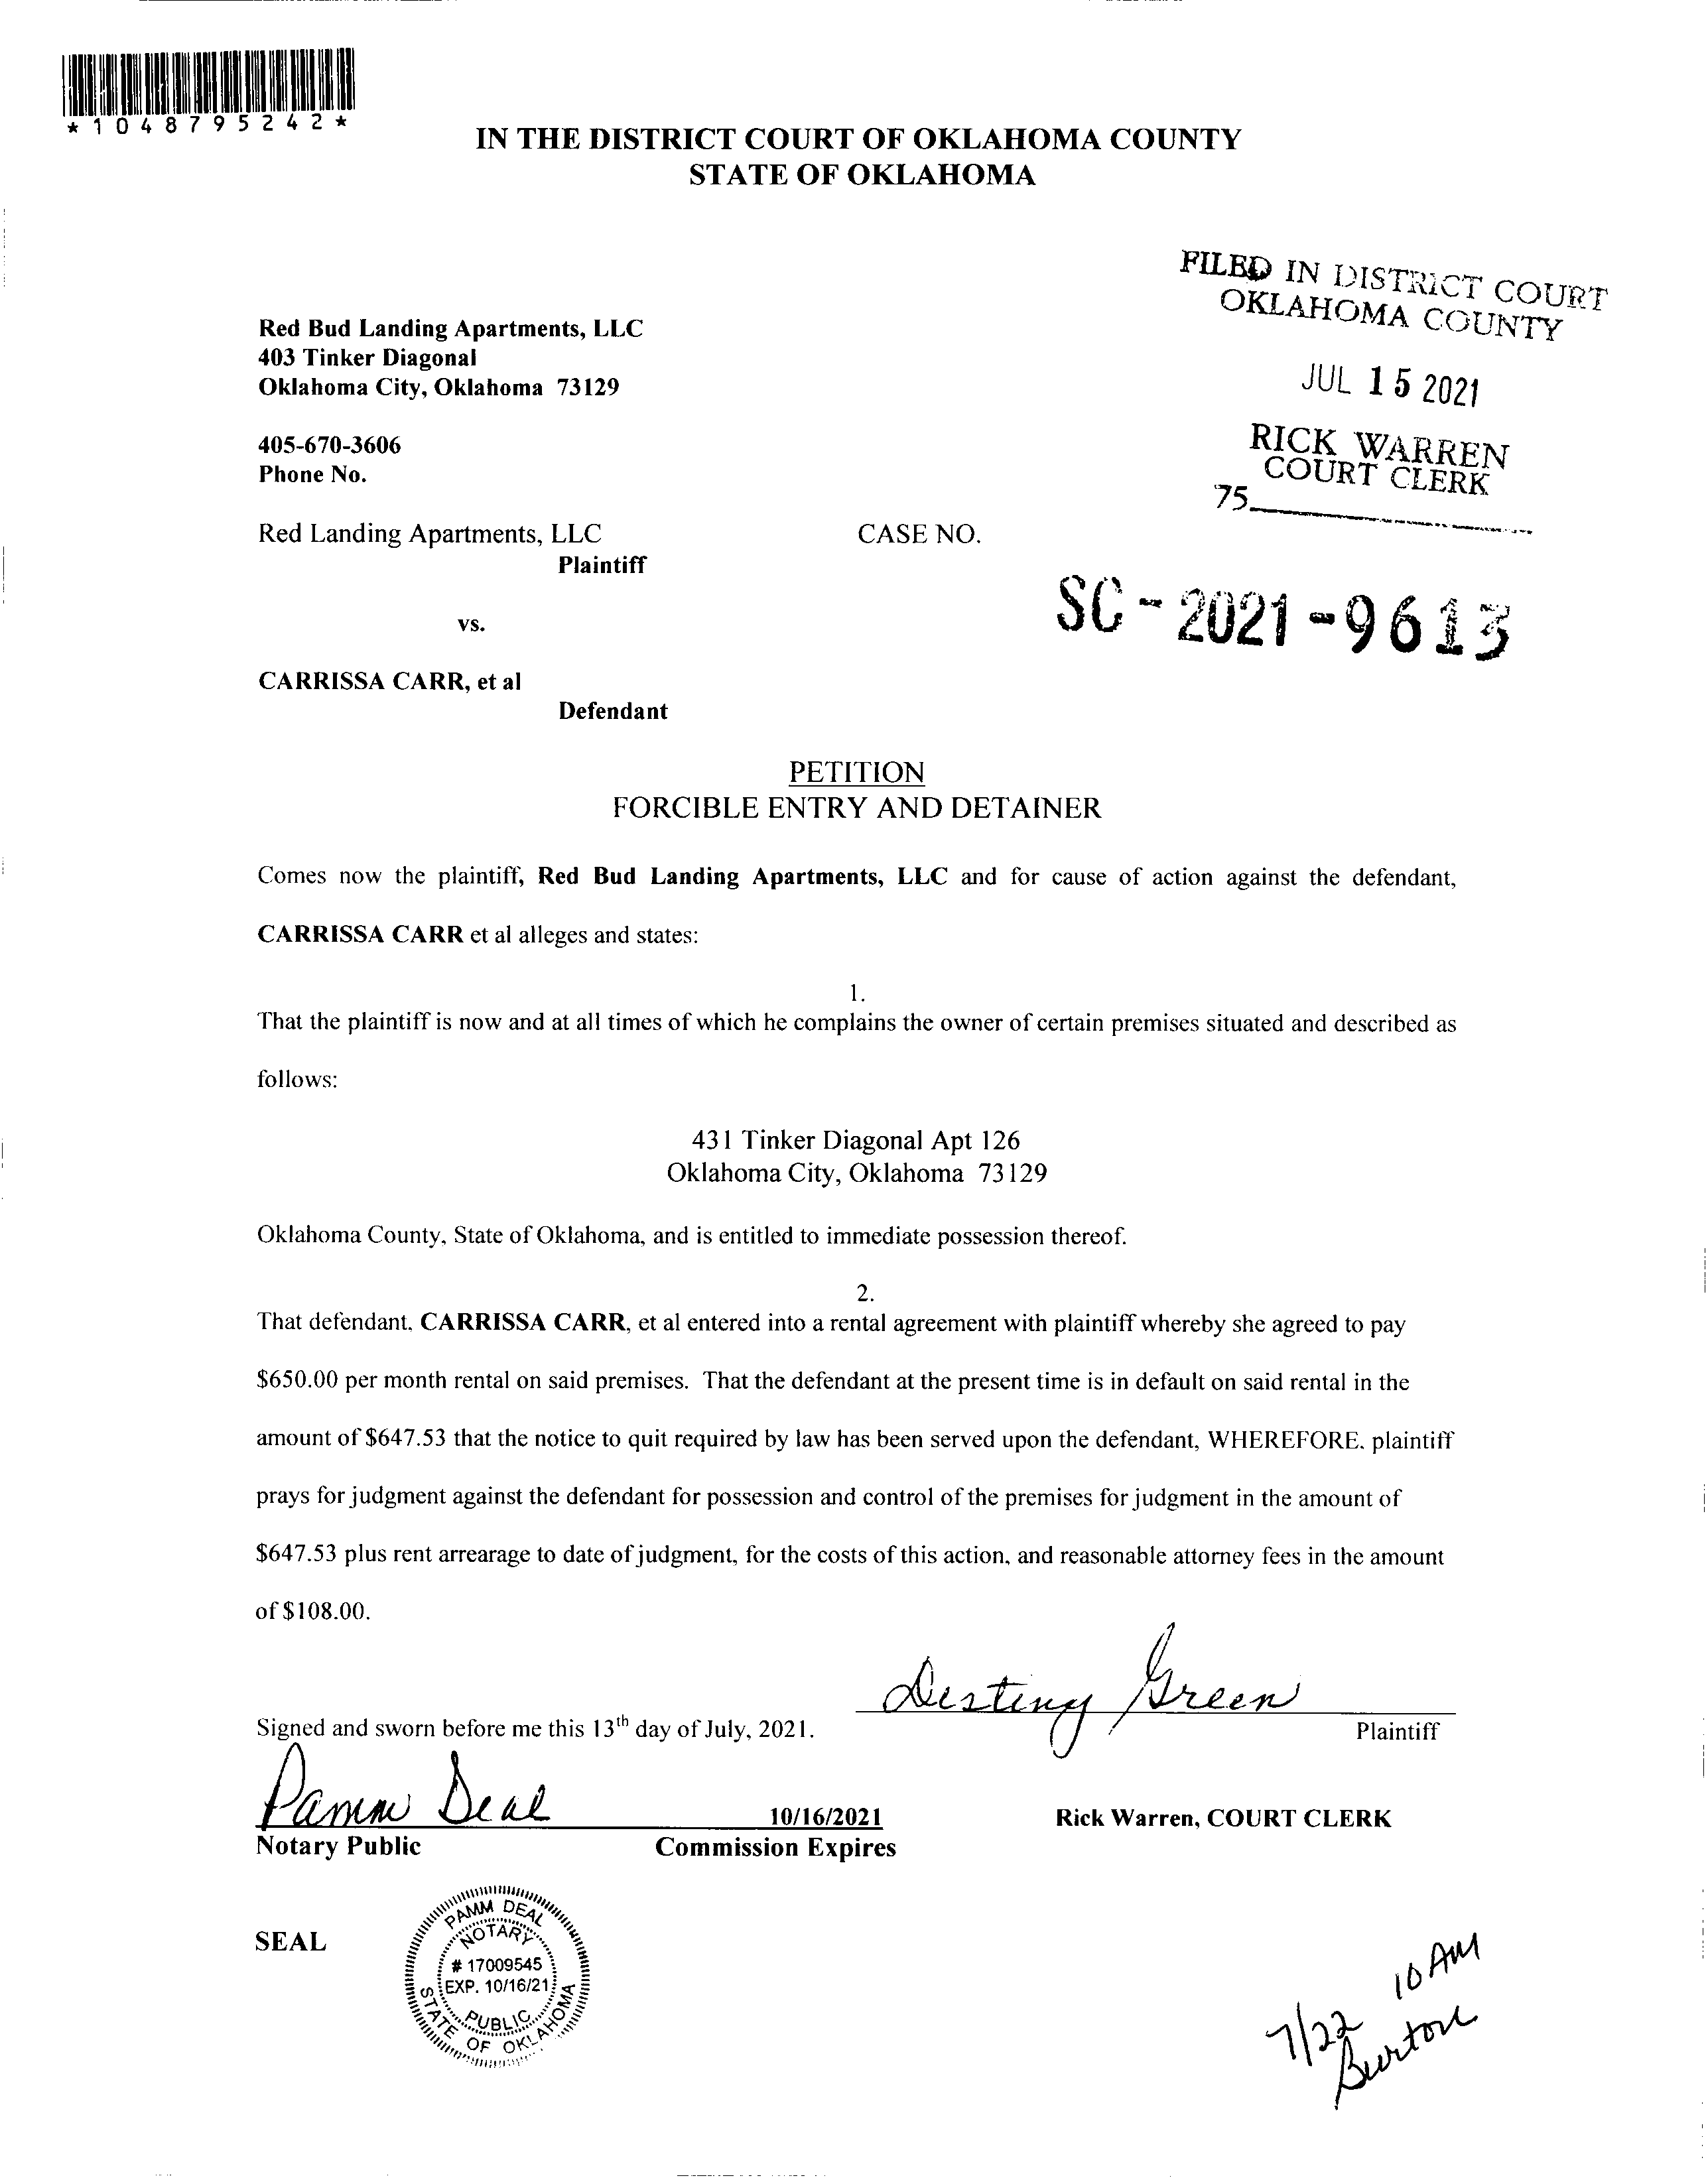 *1048795242*
IN THE DISTRICT COURT OF OKLAHOMA COUNTY
STATE OF OKLAHOMA
FILED IN DISTRICT COURT
OKLAHOMA COUNTY
JUL 15 2021
RICK WARREN
COURT CLERK
75
Red Bud Landing Apartments, LLC
403 Tinker Diagonal
Oklahoma City, Oklahoma 73129
405-670-3606
Phone No.
Red Landing Apartments, LLC CASE NO.
Plaintiff
SC-2021-9613
vs.
CARRISSA CARR, et al
Defendant
PETITION
FORCIBLE ENTRY AND DETAINER
Comes now the plaintiff, Red Bud Landing Apartments, LLC and for cause of action against the defendant,
CARRISSA CARR et al alleges and states:
1.
That the plaintiff is now and at all times of which he complains the owner of certain premises situated and described as
follows:
431 Tinker Diagonal Apt 126
Oklahoma City, Oklahoma 73129
Oklahoma County, State of Oklahoma, and is entitled to immediate possession thereof.
2.
That defendant, CARRISSA CARR, et al entered into a rental agreement with plaintiff whereby she agreed to pay
$650.00 per month rental on said premises. That the defendant at the present time is in default on said rental in the
amount of $647.53 that the notice to quit required by law has been served upon the defendant, WHEREFORE, plaintiff
prays for judgment against the defendant for possession and control of the premises for judgment in the amount of
$647.53 plus rent arrearage to date of judgment, for the costs of this action, and reasonable attorney fees in the amount
of $108.00.
Destiny Green
Signed and sworn before me this 13th day of July, 2021. Plaintiff
Pamm Deal 10/16/2021 Rick Warren, COURT CLERK
Notary Public Commission Expires
SEAL
PAMM DEAL
NOTARY
# 17009545
EXP. 10/16/21
PUBLIC
STATE OF OKLAHOMA
7/22 10 AM
Burton